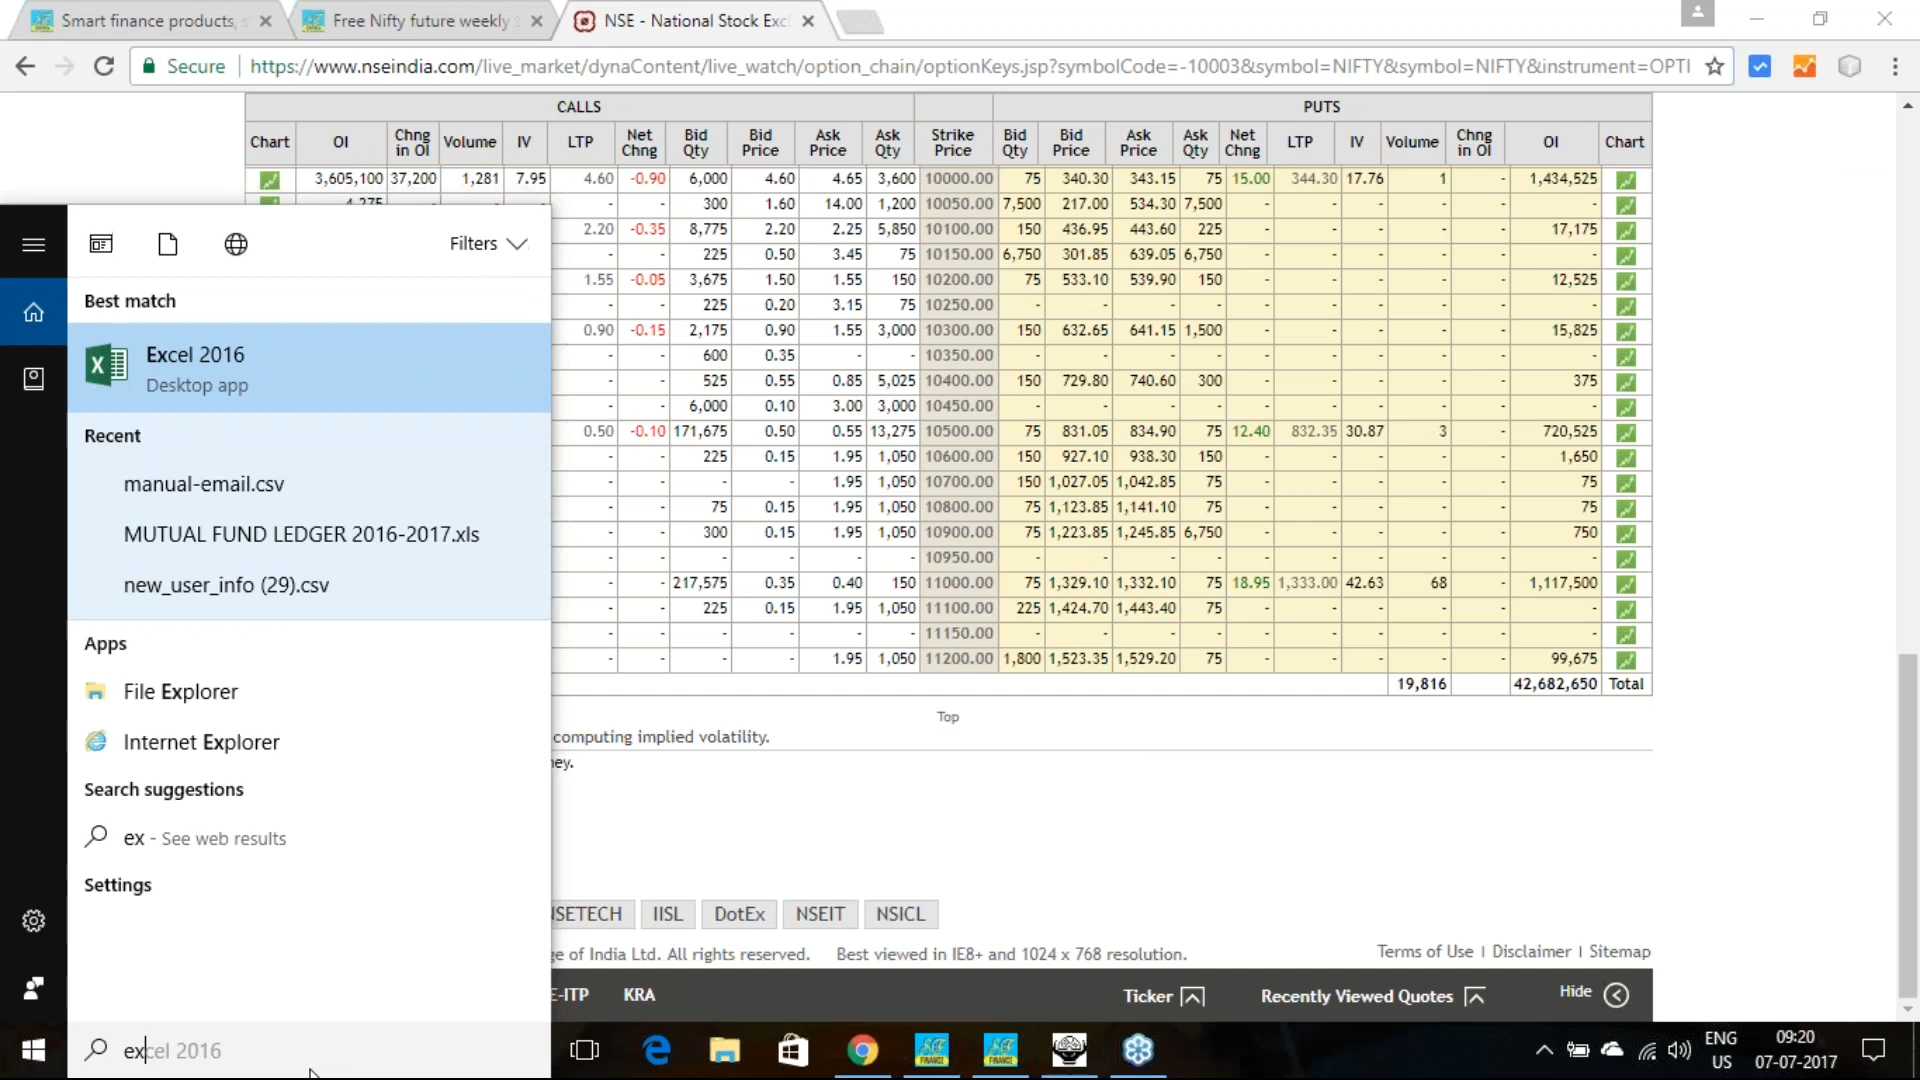 Smart finance products,
Free Nifty future weekly
NSE - National Stock Exc
Secure
https://www.nseindia.com/live_market/dynaContent/live_watch/option_chain/optionKeys.jsp?symbolCode=-10003&symbol=NIFTY&symbol=NIFTY&instrument=OPTI
CALLS PUTS
Chart OI Chng in OI Volume IV LTP Net Chng Bid Qty Bid Price Ask Price Ask Qty Strike Price Bid Qty Bid Price Ask Price Ask Qty Net Chng LTP IV Volume Chng in OI OI Chart
3,605,100 37,200 1,281 7.95 4.60 -0.90 6,000 4.60 4.65 3,600 10000.00 75 340.30 343.15 75 15.00 344.30 17.76 1 - 1,434,525
4,275 - - 300 1.60 14.00 1,200 10050.00 7,500 217.00 534.30 7,500 - - - - - -
2.20 -0.35 8,775 2.20 2.25 5,850 10100.00 150 436.95 443.60 225 - - - - - 17,175
- - 225 0.50 3.45 75 10150.00 6,750 301.85 639.05 6,750 - - - - - -
1.55 -0.05 3,675 1.50 1.55 150 10200.00 75 533.10 539.90 150 - - - - - 12,525
- - 225 0.20 3.15 75 10250.00 - - - - - - - - - -
0.90 -0.15 2,175 0.90 1.55 3,000 10300.00 150 632.65 641.15 1,500 - - - - - 15,825
- - 600 0.35 - - 10350.00 - - - - - - - - - -
- - 525 0.55 0.85 5,025 10400.00 150 729.80 740.60 300 - - - - - 375
- - 6,000 0.10 3.00 3,000 10450.00 - - - - - - - - - -
0.50 -0.10 171,675 0.50 0.55 13,275 10500.00 75 831.05 834.90 75 12.40 832.35 30.87 3 - 720,525
- - 225 0.15 1.95 1,050 10600.00 150 927.10 938.30 150 - - - - - 1,650
- - - - 1.95 1,050 10700.00 150 1,027.05 1,042.85 75 - - - - - 75
- - 75 0.15 1.95 1,050 10800.00 75 1,123.85 1,141.10 75 - - - - - 75
- - 300 0.15 1.95 1,050 10900.00 75 1,223.85 1,245.85 6,750 - - - - - 750
- - - - - - 10950.00 - - - - - - - - - -
- - 217,575 0.35 0.40 150 11000.00 75 1,329.10 1,332.10 75 18.95 1,333.00 42.63 68 - 1,117,500
- - 225 0.15 1.95 1,050 11100.00 225 1,424.70 1,443.40 75 - - - - - -
- - - - - - 11150.00 - - - - - - - - - -
- - - - 1.95 1,050 11200.00 1,800 1,523.35 1,529.20 75 - - - - - 99,675
19,816 42,682,650 Total
Top
computing implied volatility.
ey.
NSETECH IISL DotEx NSEIT NSICL
ge of India Ltd. All rights reserved. Best viewed in IE8+ and 1024 x 768 resolution.
Terms of Use | Disclaimer | Sitemap
E-ITP KRA Ticker Recently Viewed Quotes Hide
Filters
Best match
Excel 2016
Desktop app
Recent
manual-email.csv
MUTUAL FUND LEDGER 2016-2017.xls
new_user_info (29).csv
Apps
File Explorer
Internet Explorer
Search suggestions
ex - See web results
Settings
excel 2016
FINANCE
FINANCE
ENG
US
09:20
07-07-2017